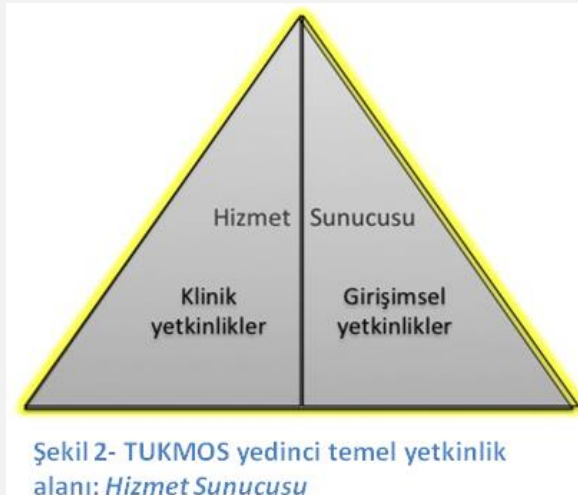 Hizmet Sunucusu
Klinik Girişimsel
yetkinlikler yetkinlikler
Şekil 2- TUKMOS yedinci temel yetkinlik
alanı: Hizmet Sunucusu